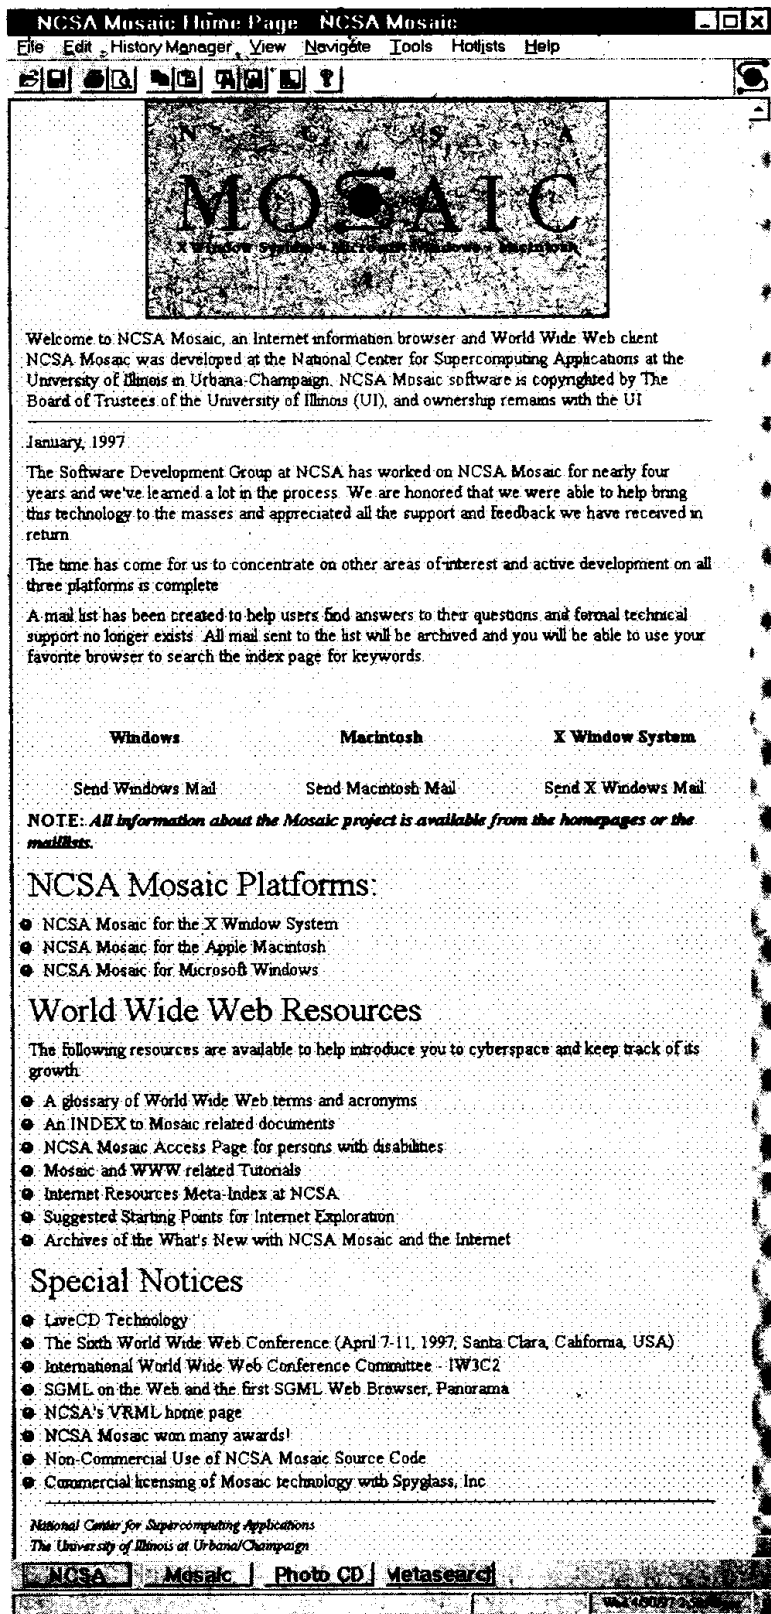 NCSA Mosaic Home Page NCSA Mosaic
File Edit History Manager View Navigate Tools Hotlists Help
N C S A
MOSAIC
X Window System • Microsoft Windows • Macintosh
Welcome to NCSA Mosaic, an Internet information browser and World Wide Web client
NCSA Mosaic was developed at the National Center for Supercomputing Applications at the
University of Illinois in Urbana-Champaign. NCSA Mosaic software is copyrighted by The
Board of Trustees of the University of Illinois (UI), and ownership remains with the UI
January, 1997
The Software Development Group at NCSA has worked on NCSA Mosaic for nearly four
years and we've learned a lot in the process. We are honored that we were able to help bring
this technology to the masses and appreciated all the support and feedback we have received in
return
The time has come for us to concentrate on other areas of interest and active development on all
three platforms is complete
A mail list has been created to help users find answers to their questions and formal technical
support no longer exists. All mail sent to the list will be archived and you will be able to use your
favorite browser to search the index page for keywords.
Windows Macintosh X Window System
Send Windows Mail Send Macintosh Mail Send X Windows Mail
NOTE: All information about the Mosaic project is available from the homepages or the
maillists.
NCSA Mosaic Platforms:
NCSA Mosaic for the X Window System
NCSA Mosaic for the Apple Macintosh
NCSA Mosaic for Microsoft Windows
World Wide Web Resources
The following resources are available to help introduce you to cyberspace and keep track of its
growth
A glossary of World Wide Web terms and acronyms
An INDEX to Mosaic related documents
NCSA Mosaic Access Page for persons with disabilities
Mosaic and WWW related Tutorials
Internet Resources Meta-Index at NCSA
Suggested Starting Points for Internet Exploration
Archives of the What's New with NCSA Mosaic and the Internet
Special Notices
LiveCD Technology
The Sixth World Wide Web Conference (April 7-11, 1997, Santa Clara, California, USA)
International World Wide Web Conference Committee - IW3C2
SGML on the Web and the first SGML Web Browser, Panorama
NCSA's VRML home page
NCSA Mosaic won many awards!
Non-Commercial Use of NCSA Mosaic Source Code
Commercial licensing of Mosaic technology with Spyglass, Inc
National Center for Supercomputing Applications
The University of Illinois at Urbana/Champaign
NCSA Mosaic Photo CD Metasearch
Wed 4/30/97